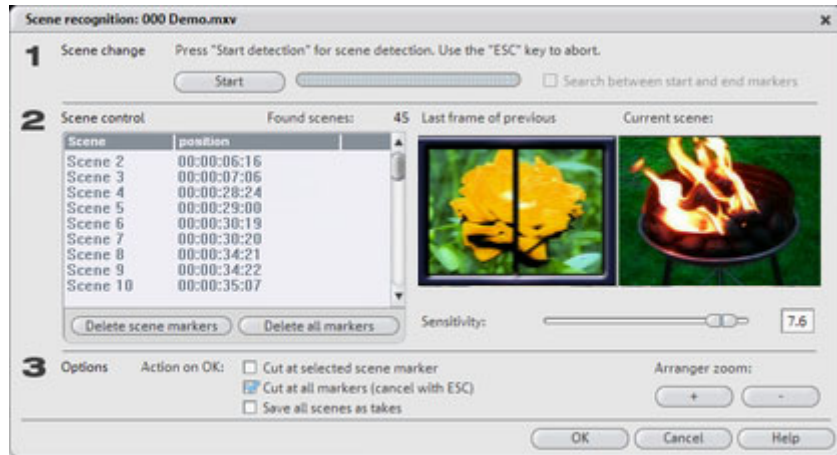 Scene recognition: 000 Demo.mxv
1 Scene change Press "Start detection" for scene detection. Use the "ESC" key to abort.
Start Search between start and end markers
2 Scene control Found scenes: 45 Last frame of previous Current scene:
Scene position
Scene 2 00:00:06:16
Scene 3 00:00:07:06
Scene 4 00:00:28:24
Scene 5 00:00:29:00
Scene 6 00:00:30:19
Scene 7 00:00:30:20
Scene 8 00:00:34:21
Scene 9 00:00:34:22
Scene 10 00:00:35:07
Delete scene markers Delete all markers Sensitivity: 7.6
3 Options Action on OK: Cut at selected scene marker Arranger zoom:
Cut at all markers (cancel with ESC) + -
Save all scenes as takes
OK Cancel Help